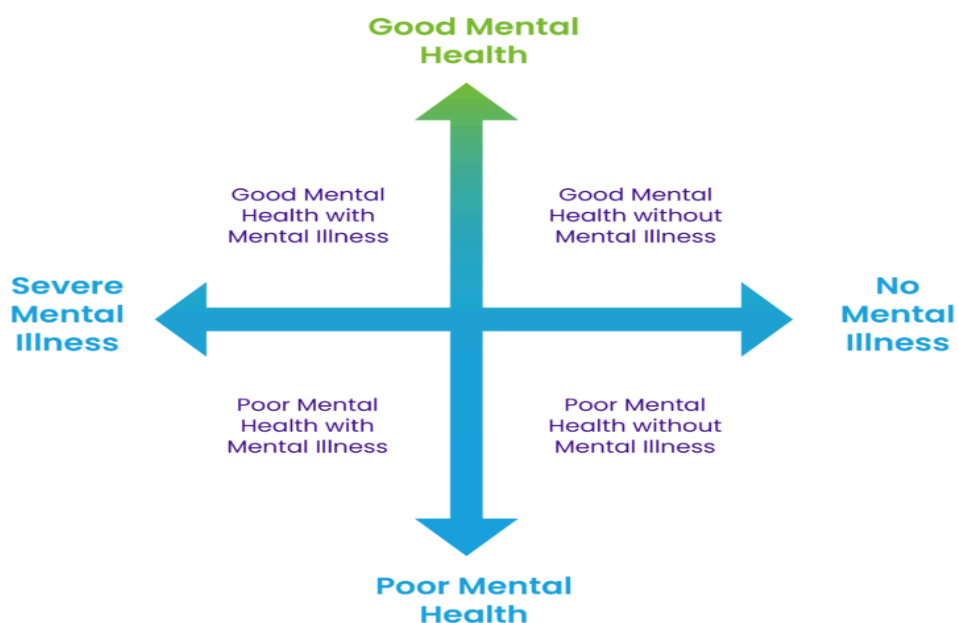 Good Mental
Health
Good Mental
Health with
Mental Illness
Good Mental
Health without
Mental Illness
Severe
Mental
Illness
No
Mental
Illness
Poor Mental
Health with
Mental Illness
Poor Mental
Health without
Mental Illness
Poor Mental
Health